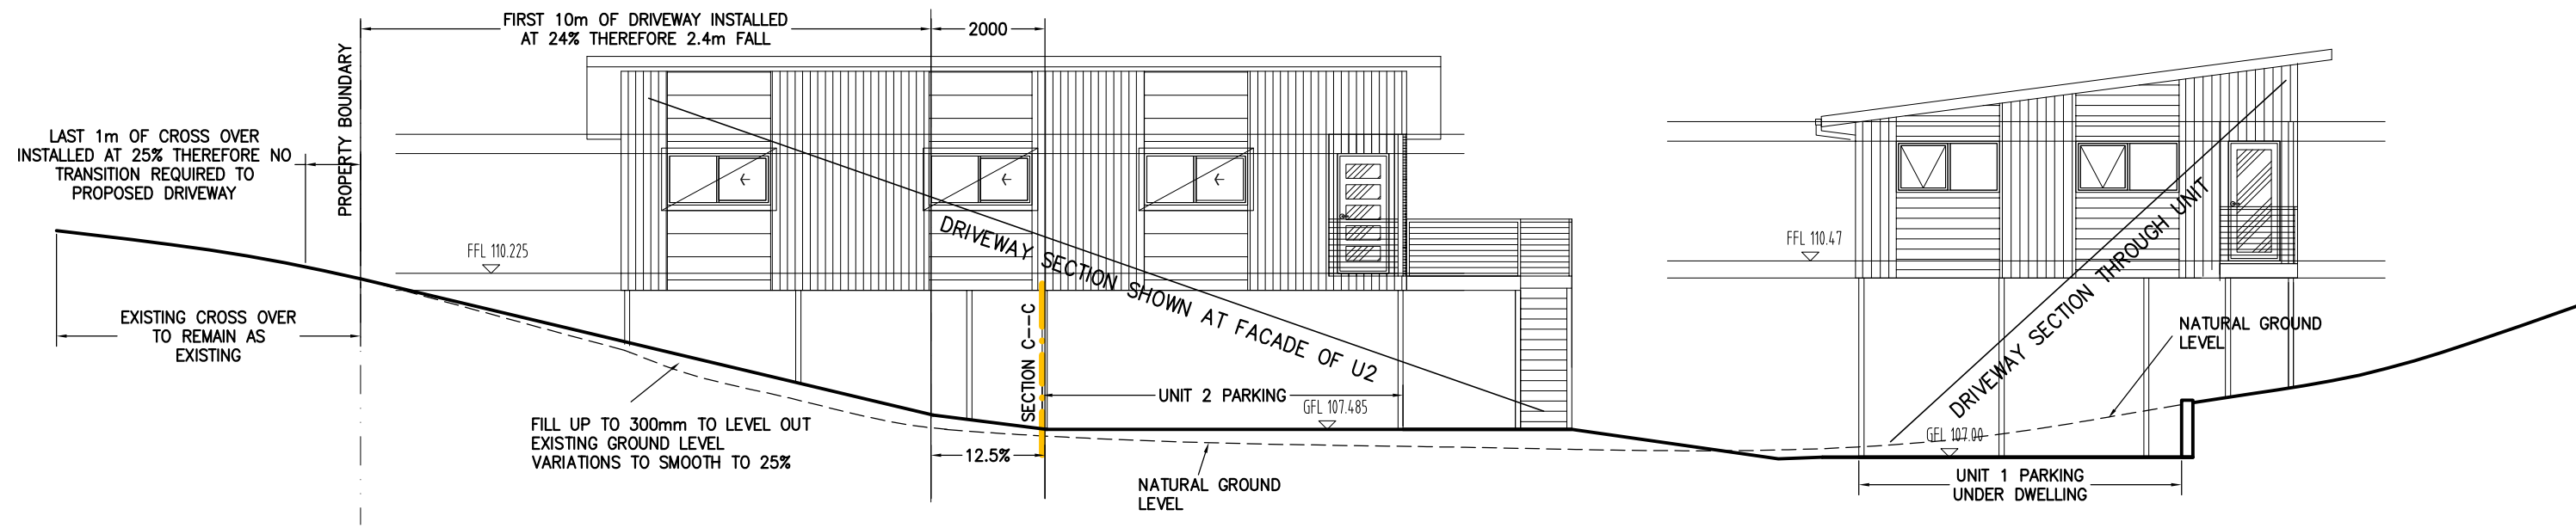 FIRST 10m OF DRIVEWAY INSTALLED
AT 24% THEREFORE 2.4m FALL
2000
PROPERTY BOUNDARY
LAST 1m OF CROSS OVER
INSTALLED AT 25% THEREFORE NO
TRANSITION REQUIRED TO
PROPOSED DRIVEWAY
FFL 110.225
EXISTING CROSS OVER
TO REMAIN AS
EXISTING
DRIVEWAY SECTION SHOWN AT FACADE OF U2
SECTION C--C
UNIT 2 PARKING
GFL 107.485
FILL UP TO 300mm TO LEVEL OUT
EXISTING GROUND LEVEL
VARIATIONS TO SMOOTH TO 25%
12.5%
NATURAL GROUND
LEVEL
FFL 110.47
DRIVEWAY SECTION THROUGH UNIT
NATURAL GROUND
LEVEL
GFL 107.00
UNIT 1 PARKING
UNDER DWELLING